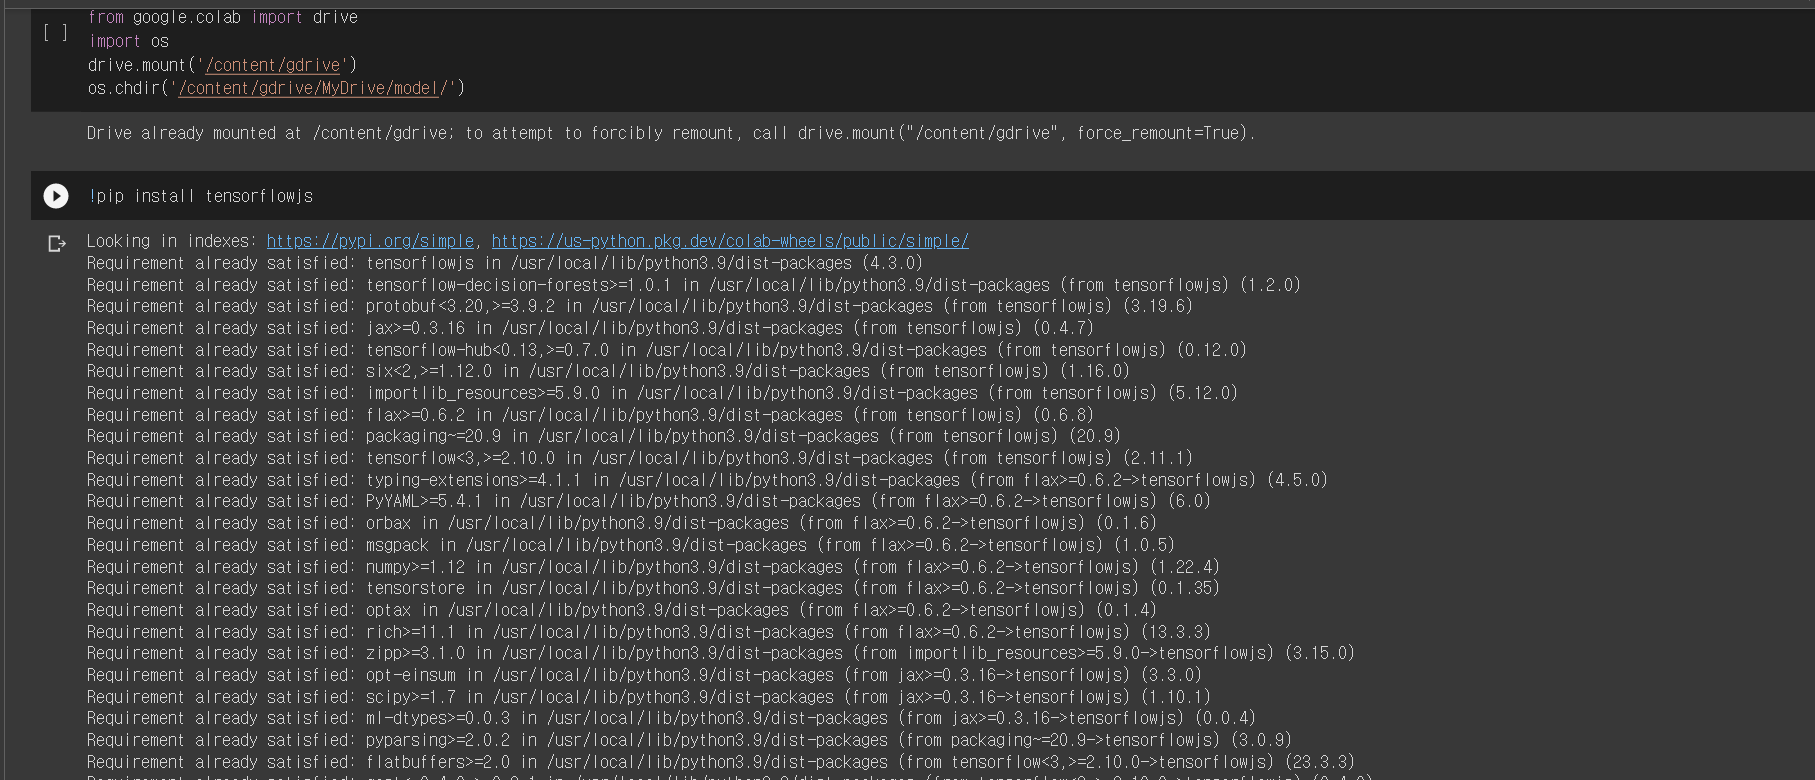 from google.colab import drive
[ ]
import os
drive.mount('/content/gdrive')
os.chdir('/content/gdrive/MyDrive/model/')
Drive already mounted at /content/gdrive; to attempt to forcibly remount, call drive.mount("/content/gdrive", force_remount=True).
!pip install tensorflowjs
Looking in indexes: https://pypi.org/simple, https://us-python.pkg.dev/colab-wheels/public/simple/
Requirement already satisfied: tensorflowjs in /usr/local/lib/python3.9/dist-packages (4.3.0)
Requirement already satisfied: tensorflow-decision-forests>=1.0.1 in /usr/local/lib/python3.9/dist-packages (from tensorflowjs) (1.2.0)
Requirement already satisfied: protobuf<3.20,>=3.9.2 in /usr/local/lib/python3.9/dist-packages (from tensorflowjs) (3.19.6)
Requirement already satisfied: jax>=0.3.16 in /usr/local/lib/python3.9/dist-packages (from tensorflowjs) (0.4.7)
Requirement already satisfied: tensorflow-hub<0.13,>=0.7.0 in /usr/local/lib/python3.9/dist-packages (from tensorflowjs) (0.12.0)
Requirement already satisfied: six<2,>=1.12.0 in /usr/local/lib/python3.9/dist-packages (from tensorflowjs) (1.16.0)
Requirement already satisfied: importlib_resources>=5.9.0 in /usr/local/lib/python3.9/dist-packages (from tensorflowjs) (5.12.0)
Requirement already satisfied: flax>=0.6.2 in /usr/local/lib/python3.9/dist-packages (from tensorflowjs) (0.6.8)
Requirement already satisfied: packaging~=20.9 in /usr/local/lib/python3.9/dist-packages (from tensorflowjs) (20.9)
Requirement already satisfied: tensorflow<3,>=2.10.0 in /usr/local/lib/python3.9/dist-packages (from tensorflowjs) (2.11.1)
Requirement already satisfied: typing-extensions>=4.1.1 in /usr/local/lib/python3.9/dist-packages (from flax>=0.6.2->tensorflowjs) (4.5.0)
Requirement already satisfied: PyYAML>=5.4.1 in /usr/local/lib/python3.9/dist-packages (from flax>=0.6.2->tensorflowjs) (6.0)
Requirement already satisfied: orbax in /usr/local/lib/python3.9/dist-packages (from flax>=0.6.2->tensorflowjs) (0.1.6)
Requirement already satisfied: msgpack in /usr/local/lib/python3.9/dist-packages (from flax>=0.6.2->tensorflowjs) (1.0.5)
Requirement already satisfied: numpy>=1.12 in /usr/local/lib/python3.9/dist-packages (from flax>=0.6.2->tensorflowjs) (1.22.4)
Requirement already satisfied: tensorstore in /usr/local/lib/python3.9/dist-packages (from flax>=0.6.2->tensorflowjs) (0.1.35)
Requirement already satisfied: optax in /usr/local/lib/python3.9/dist-packages (from flax>=0.6.2->tensorflowjs) (0.1.4)
Requirement already satisfied: rich>=11.1 in /usr/local/lib/python3.9/dist-packages (from flax>=0.6.2->tensorflowjs) (13.3.3)
Requirement already satisfied: zipp>=3.1.0 in /usr/local/lib/python3.9/dist-packages (from importlib_resources>=5.9.0->tensorflowjs) (3.15.0)
Requirement already satisfied: opt-einsum in /usr/local/lib/python3.9/dist-packages (from jax>=0.3.16->tensorflowjs) (3.3.0)
Requirement already satisfied: scipy>=1.7 in /usr/local/lib/python3.9/dist-packages (from jax>=0.3.16->tensorflowjs) (1.10.1)
Requirement already satisfied: ml-dtypes>=0.0.3 in /usr/local/lib/python3.9/dist-packages (from jax>=0.3.16->tensorflowjs) (0.0.4)
Requirement already satisfied: pyparsing>=2.0.2 in /usr/local/lib/python3.9/dist-packages (from packaging~=20.9->tensorflowjs) (3.0.9)
Requirement already satisfied: flatbuffers>=2.0 in /usr/local/lib/python3.9/dist-packages (from tensorflow<3,>=2.10.0->tensorflowjs) (23.3.3)